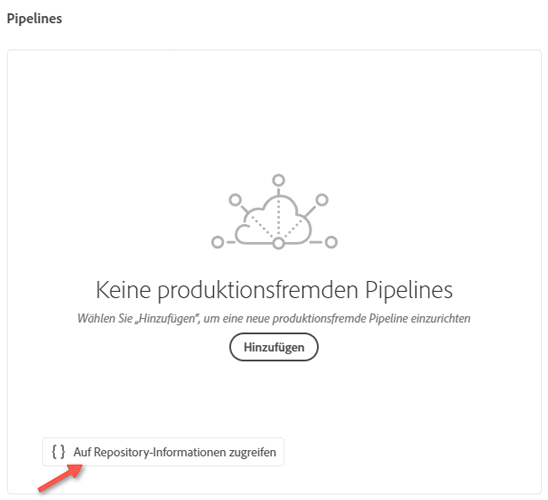 Pipelines
Keine produktionsfremden Pipelines
Wählen Sie „Hinzufügen", um eine neue produktionsfremde Pipeline einzurichten
Hinzufügen
{ } Auf Repository-Informationen zugreifen